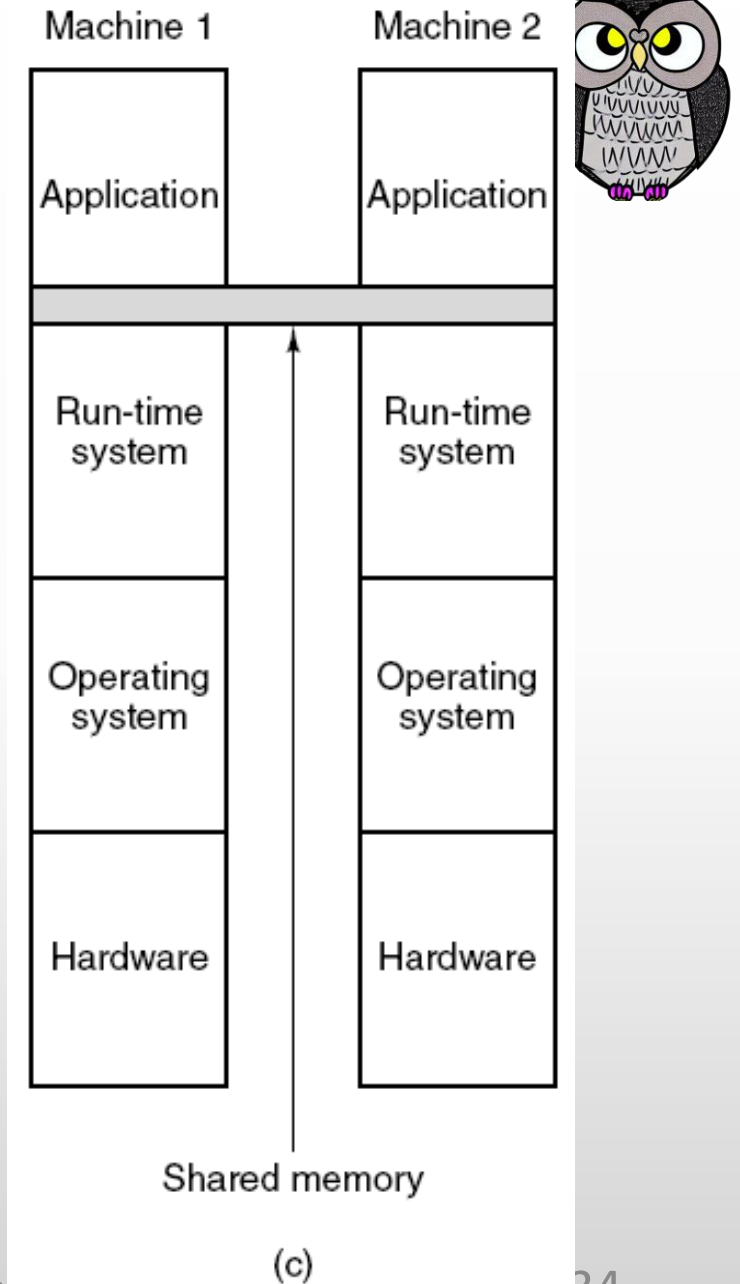 Machine 1
Machine 2
Application
Application
Run-time
system
Run-time
system
Operating
system
Operating
system
Hardware
Hardware
Shared memory
(c)